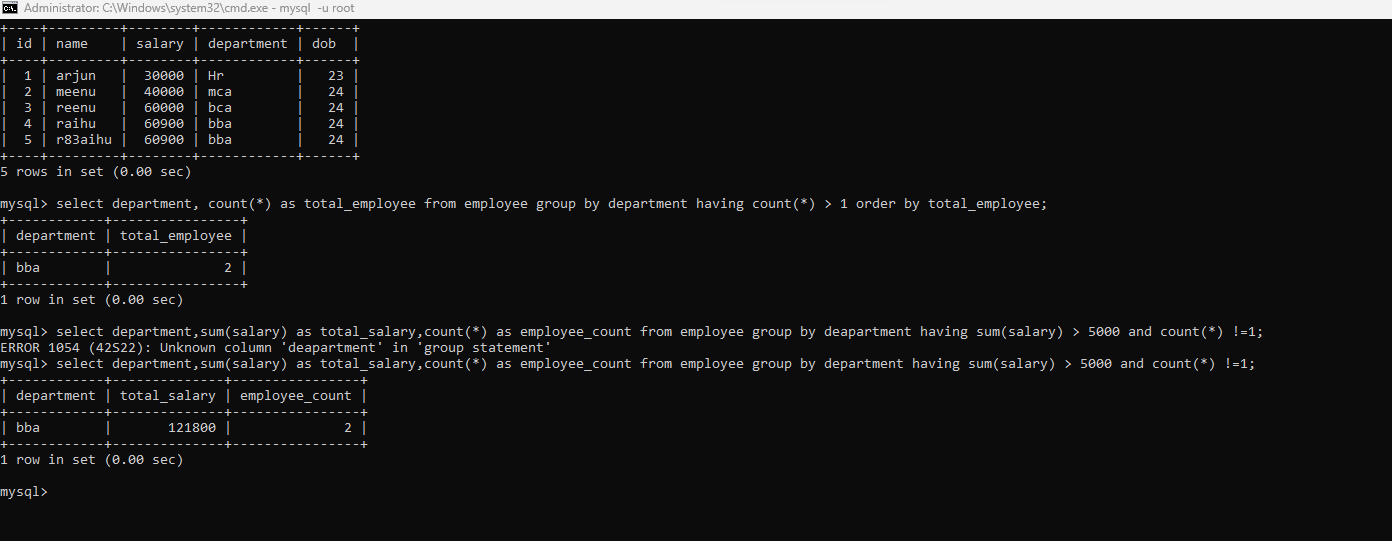 Administrator: C:\Windows\system32\cmd.exe - mysql  -u root
+----+---------+--------+------------+------+
| id | name    | salary | department | dob  |
+----+---------+--------+------------+------+
|  1 | arjun   |  30000 | Hr         |   23 |
|  2 | meenu   |  40000 | mca        |   24 |
|  3 | reenu   |  60000 | bca        |   24 |
|  4 | raihu   |  60900 | bba        |   24 |
|  5 | r83aihu |  60900 | bba        |   24 |
+----+---------+--------+------------+------+
5 rows in set (0.00 sec)

mysql> select department, count(*) as total_employee from employee group by department having count(*) > 1 order by total_employee;
+------------+----------------+
| department | total_employee |
+------------+----------------+
| bba        |              2 |
+------------+----------------+
1 row in set (0.00 sec)

mysql> select department,sum(salary) as total_salary,count(*) as employee_count from employee group by deapartment having sum(salary) > 5000 and count(*) !=1;
ERROR 1054 (42S22): Unknown column 'deapartment' in 'group statement'
mysql> select department,sum(salary) as total_salary,count(*) as employee_count from employee group by department having sum(salary) > 5000 and count(*) !=1;
+------------+--------------+----------------+
| department | total_salary | employee_count |
+------------+--------------+----------------+
| bba        |       121800 |              2 |
+------------+--------------+----------------+
1 row in set (0.00 sec)

mysql>